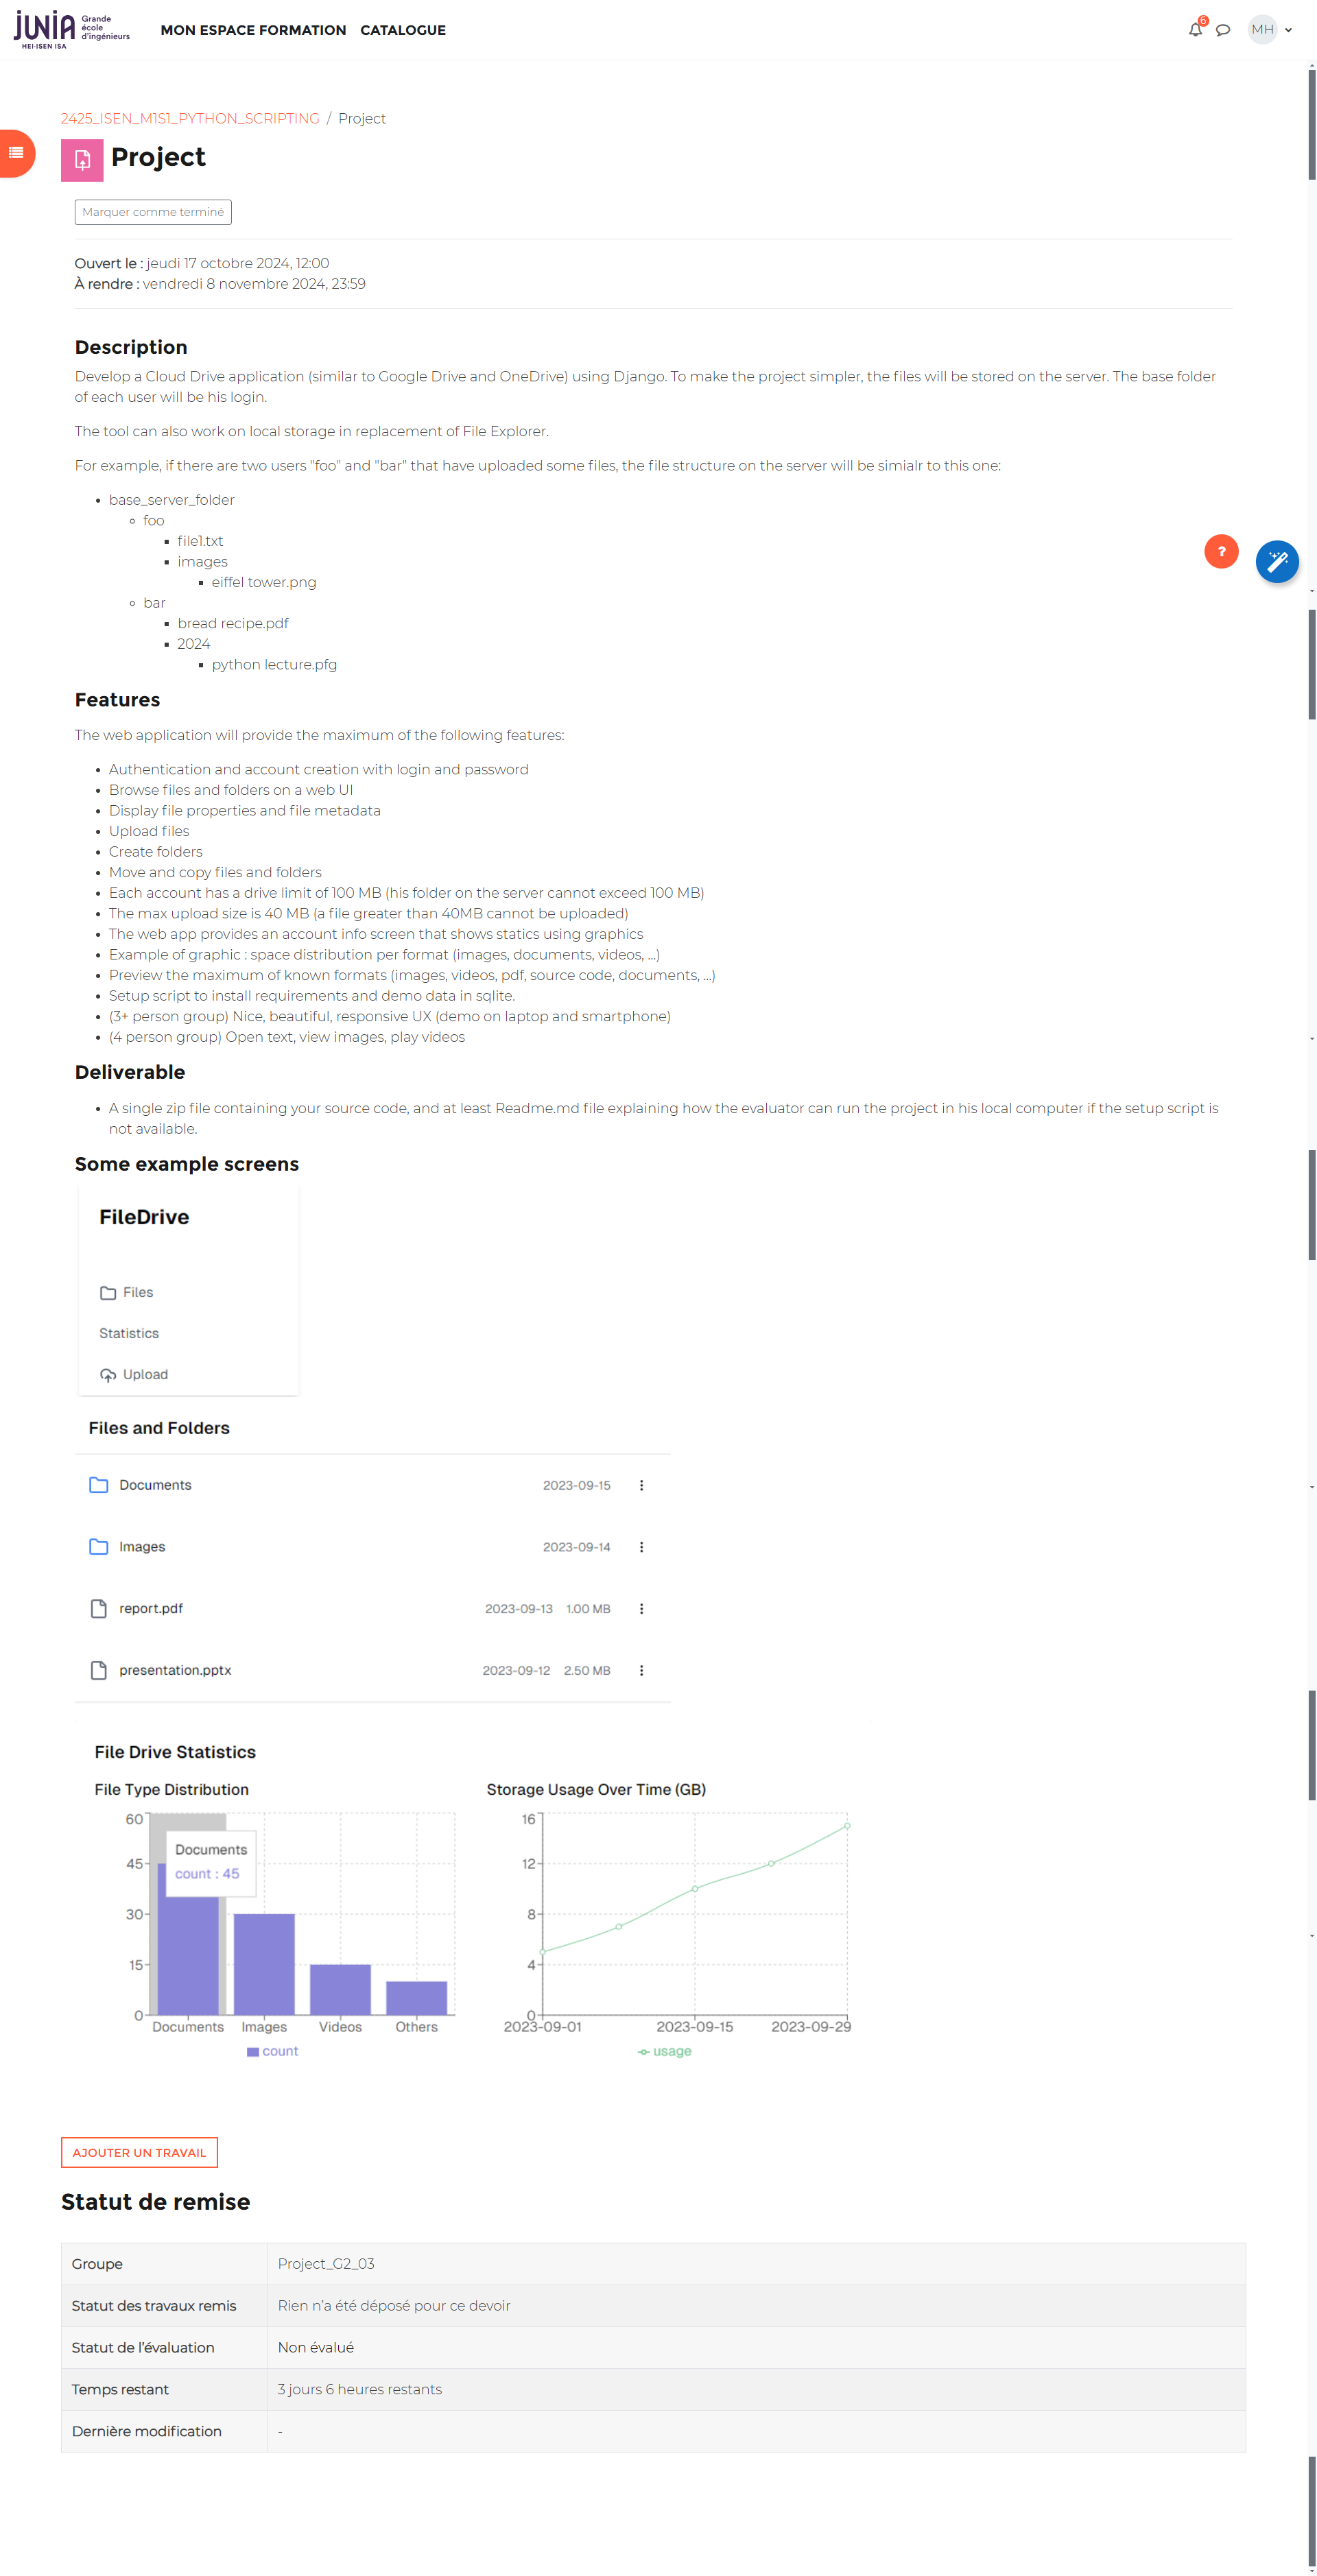 JUNIA Grande école d'ingénieurs
HEI·ISEN ISA
MON ESPACE FORMATION CATALOGUE
6
MH
2425_ISEN_M1S1_PYTHON_SCRIPTING / Project
Project
Marquer comme terminé
Ouvert le : jeudi 17 octobre 2024, 12:00
À rendre : vendredi 8 novembre 2024, 23:59
Description
Develop a Cloud Drive application (similar to Google Drive and OneDrive) using Django. To make the project simpler, the files will be stored on the server. The base folder
of each user will be his login.
The tool can also work on local storage in replacement of File Explorer.
For example, if there are two users "foo" and "bar" that have uploaded some files, the file structure on the server will be simialr to this one:
base_server_folder
foo
file1.txt
images
eiffel tower.png
bar
bread recipe.pdf
2024
python lecture.pfg
?
Features
The web application will provide the maximum of the following features:
Authentication and account creation with login and password
Browse files and folders on a web UI
Display file properties and file metadata
Upload files
Create folders
Move and copy files and folders
Each account has a drive limit of 100 MB (his folder on the server cannot exceed 100 MB)
The max upload size is 40 MB (a file greater than 40MB cannot be uploaded)
The web app provides an account info screen that shows statics using graphics
Example of graphic : space distribution per format (images, documents, videos, ...)
Preview the maximum of known formats (images, videos, pdf, source code, documents, ...)
Setup script to install requirements and demo data in sqlite.
(3+ person group) Nice, beautiful, responsive UX (demo on laptop and smartphone)
(4 person group) Open text, view images, play videos
Deliverable
A single zip file containing your source code, and at least Readme.md file explaining how the evaluator can run the project in his local computer if the setup script is
not available.
Some example screens
FileDrive
Files
Statistics
Upload
Files and Folders
Documents 2023-09-15
Images 2023-09-14
report.pdf 2023-09-13 1.00 MB
presentation.pptx 2023-09-12 2.50 MB
File Drive Statistics
File Type Distribution
60
45
30
15
0
Documents
count : 45
Documents Images Videos Others
count
Storage Usage Over Time (GB)
16
12
8
4
0
2023-09-01 2023-09-15 2023-09-29
usage
AJOUTER UN TRAVAIL
Statut de remise
Groupe Project_G2_03
Statut des travaux remis Rien n'a été déposé pour ce devoir
Statut de l'évaluation Non évalué
Temps restant 3 jours 6 heures restants
Dernière modification -